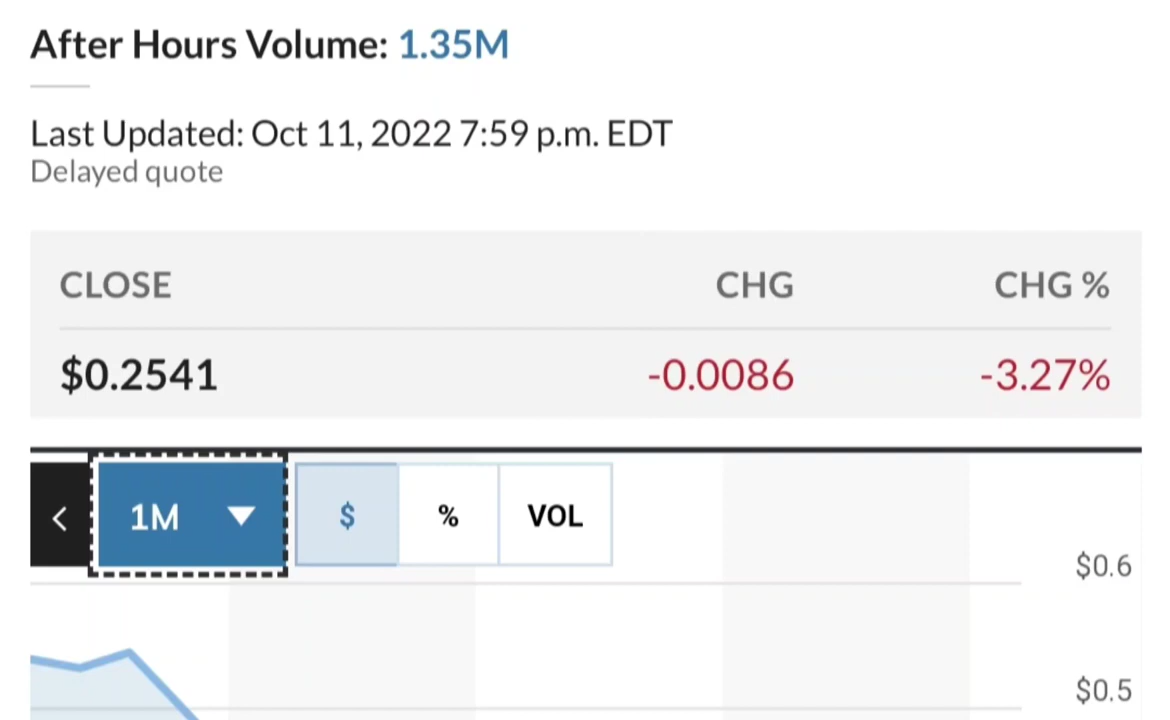 After Hours Volume: 1.35M
Last Updated: Oct 11, 2022 7:59 p.m. EDT
Delayed quote
CLOSE CHG CHG %
$0.2541 -0.0086 -3.27%
1M $ % VOL
$0.6
$0.5